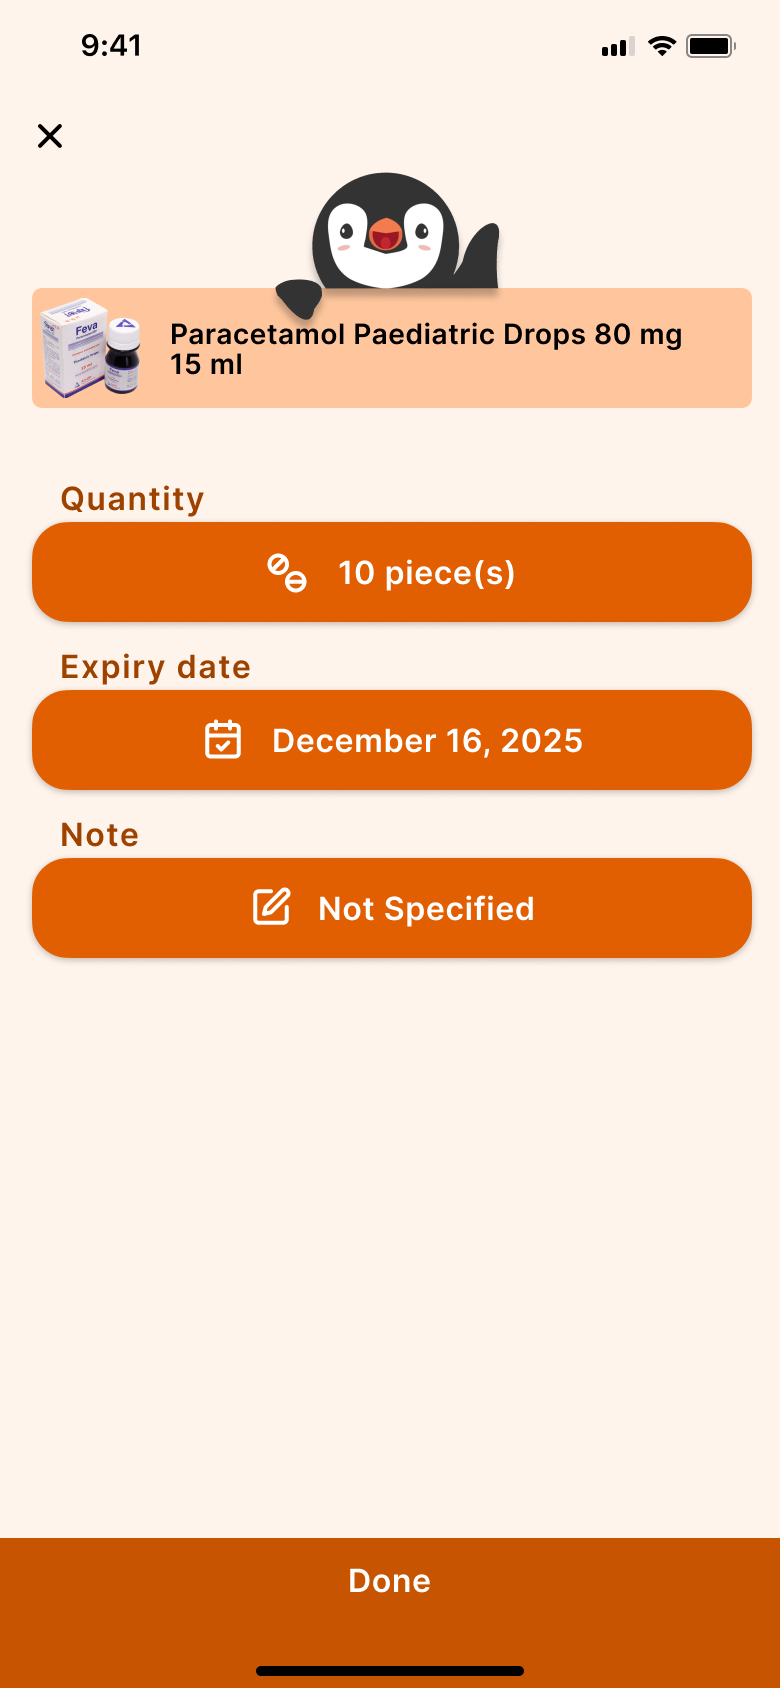 9:41
Feva
Paracetamol Paediatric Drops 80 mg
15 ml
Quantity
10 piece(s)
Expiry date
December 16, 2025
Note
Not Specified
Done